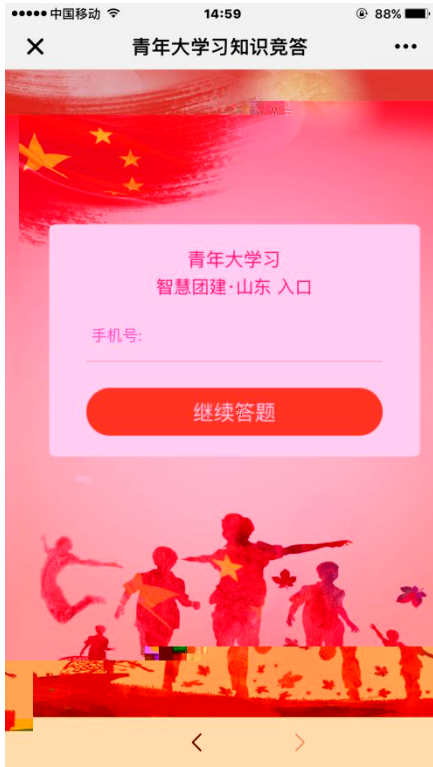 中国移动 14:59 88%
青年大学习知识竞答
青年大学习
智慧团建·山东 入口
手机号:
继续答题